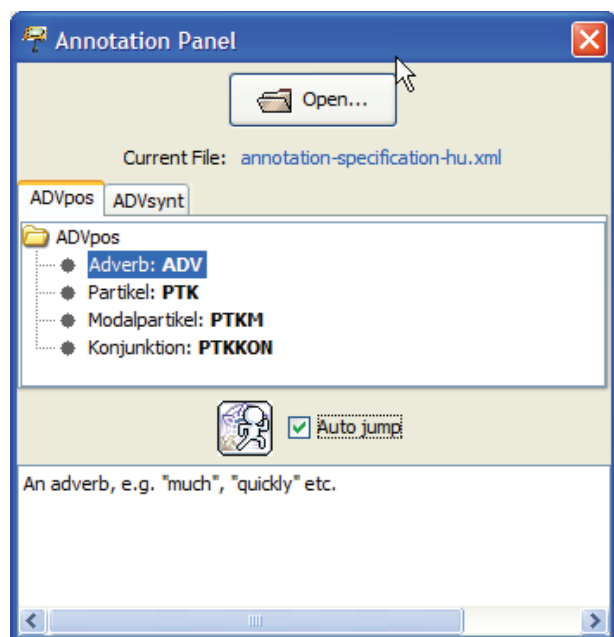 Annotation Panel
Open...
Current File: annotation-specification-hu.xml
ADVpos ADVsynt
ADVpos
Adverb: ADV
Partikel: PTK
Modalpartikel: PTKM
Konjunktion: PTKKON
Auto jump
An adverb, e.g. "much", "quickly" etc.